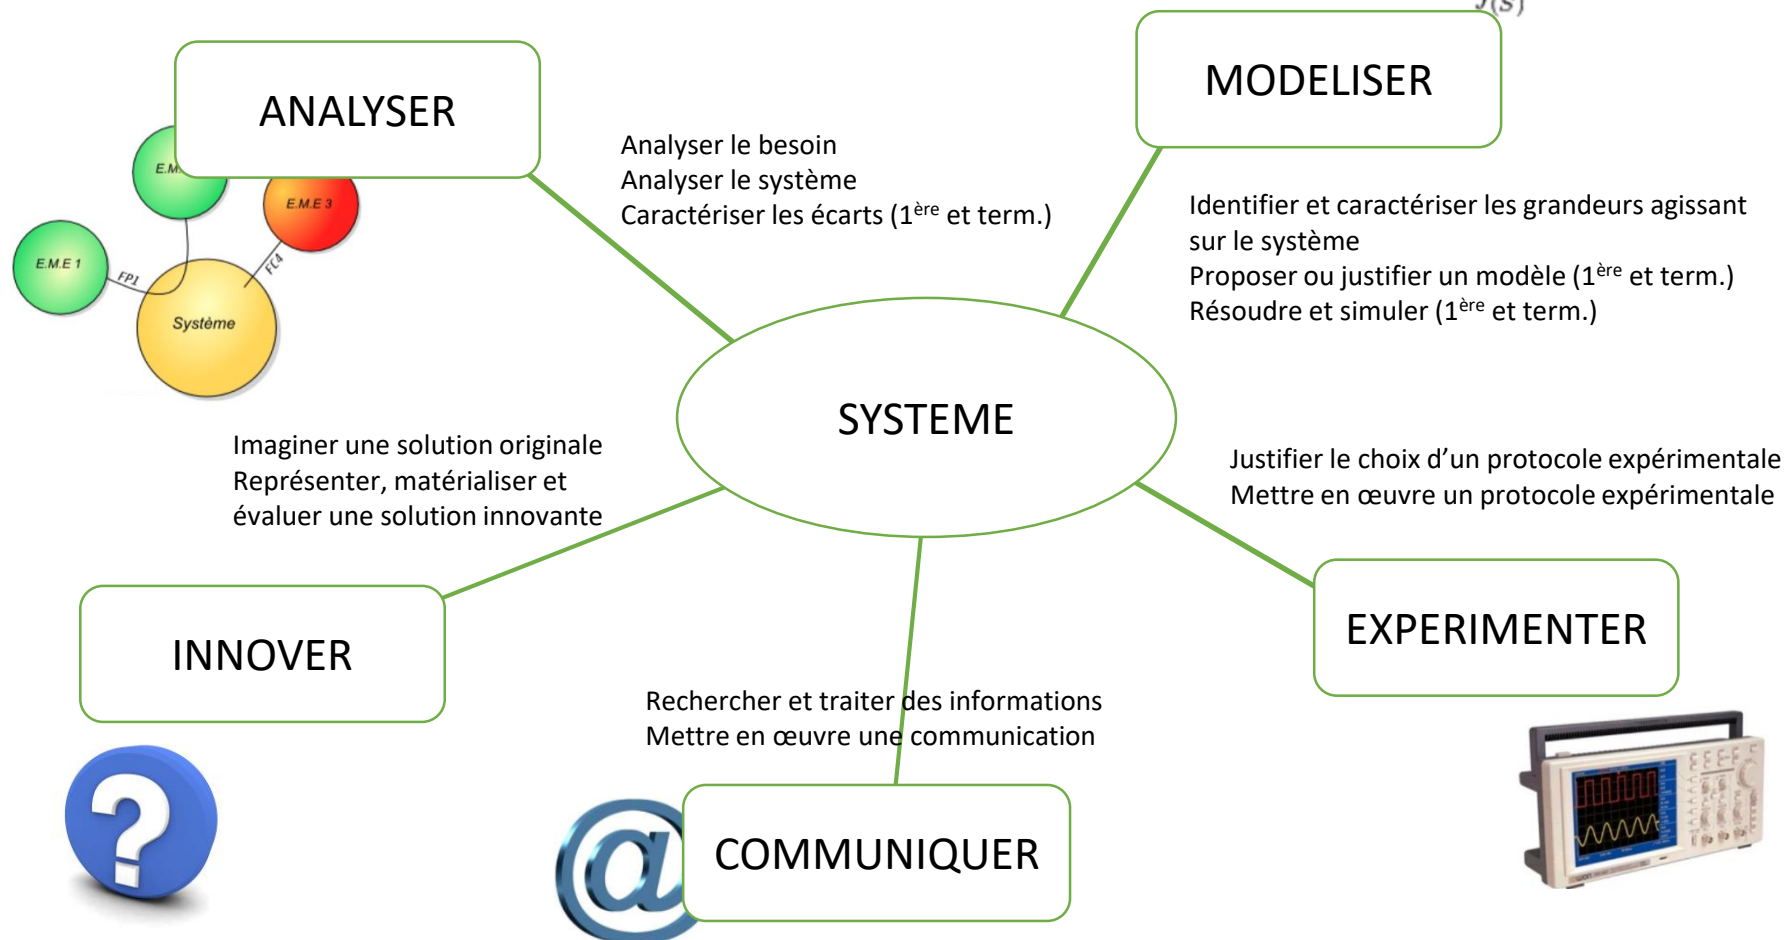 f(S)
ANALYSER
MODELISER
Analyser le besoin
Analyser le système
Caractériser les écarts (1ère et term.)
E.M.
E.M.E 3
E.M.E 1
FP1
FC4
Système
Identifier et caractériser les grandeurs agissant
sur le système
Proposer ou justifier un modèle (1ère et term.)
Résoudre et simuler (1ère et term.)
SYSTEME
Imaginer une solution originale
Représenter, matérialiser et
évaluer une solution innovante
Justifier le choix d’un protocole expérimentale
Mettre en œuvre un protocole expérimentale
INNOVER
EXPERIMENTER
Rechercher et traiter des informations
Mettre en œuvre une communication
?
@
COMMUNIQUER